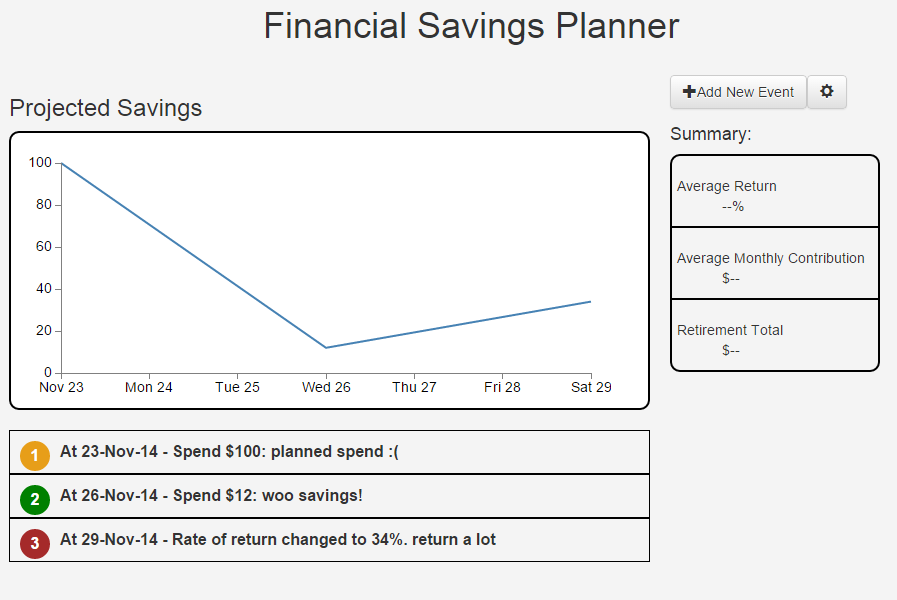 Financial Savings Planner
Add New Event
Projected Savings
Summary:
100
80
60
40
20
0
Nov 23 Mon 24 Tue 25 Wed 26 Thu 27 Fri 28 Sat 29
Average Return
--%
Average Monthly Contribution
$--
Retirement Total
$--
1 At 23-Nov-14 - Spend $100: planned spend :(
2 At 26-Nov-14 - Spend $12: woo savings!
3 At 29-Nov-14 - Rate of return changed to 34%. return a lot